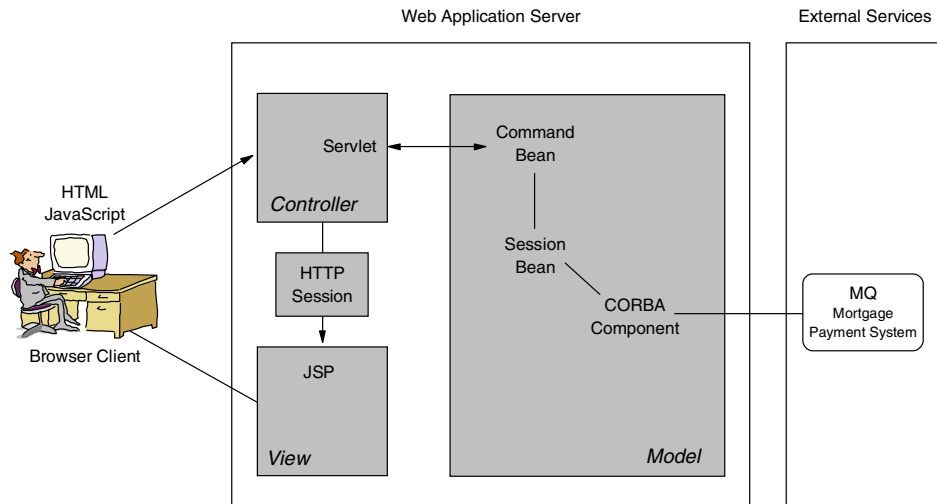 Web Application Server
External Services
Servlet
Controller
Command
Bean
HTML
JavaScript
Session
Bean
HTTP
Session
CORBA
Component
MQ
Mortgage
Payment System
Browser Client
JSP
View
Model